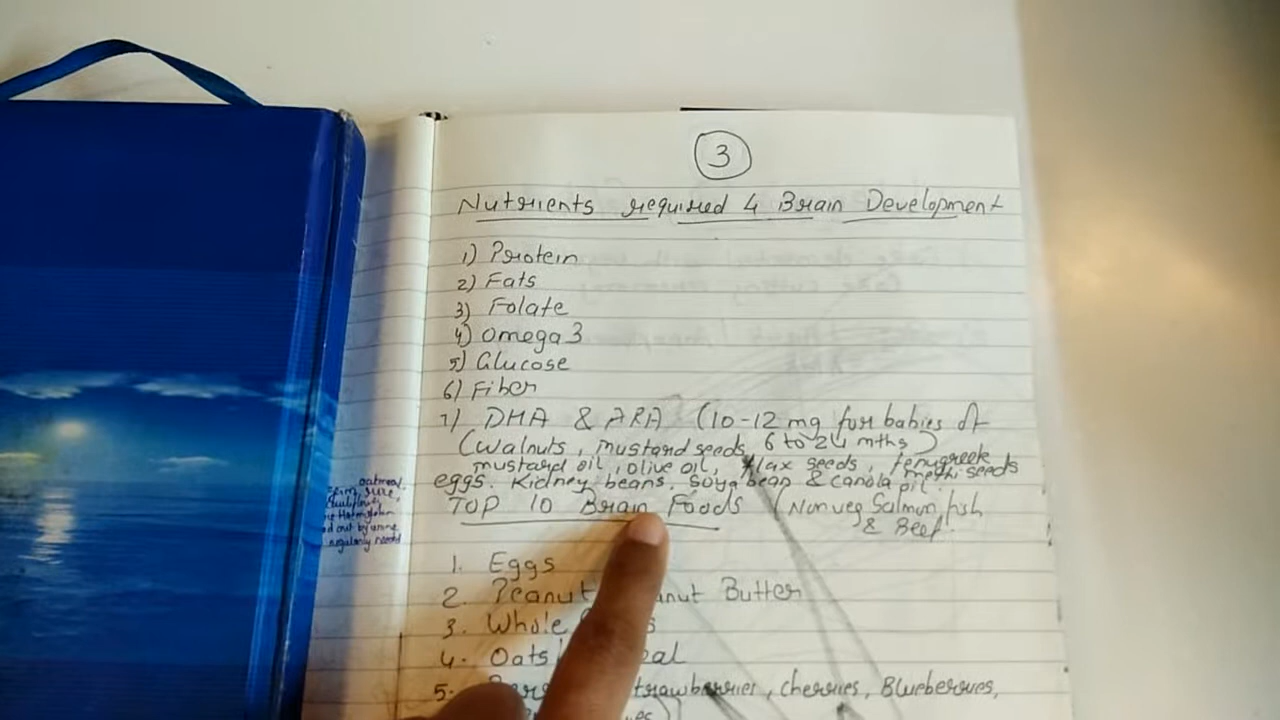 3
Nutrients required 4 Brain Development
1) Protein
2) Fats
3) Folate
4) Omega 3
5) Glucose
6) Fiber
7) DHA & ARA (10-12 mg for babies of
6 to 24 mths)
(Walnuts, mustard seeds,
mustard oil, olive oil, flax seeds, fenugreek
methi seeds
eggs. Kidney beans, Soya bean & canola oil.
TOP 10 Brain Foods (Nonveg Salmon fish
& Beef
1. Eggs
2. Peanut Butter
3. Whole
4. Oats
5. Strawberries, cherries, Blueberries,
oatmeal